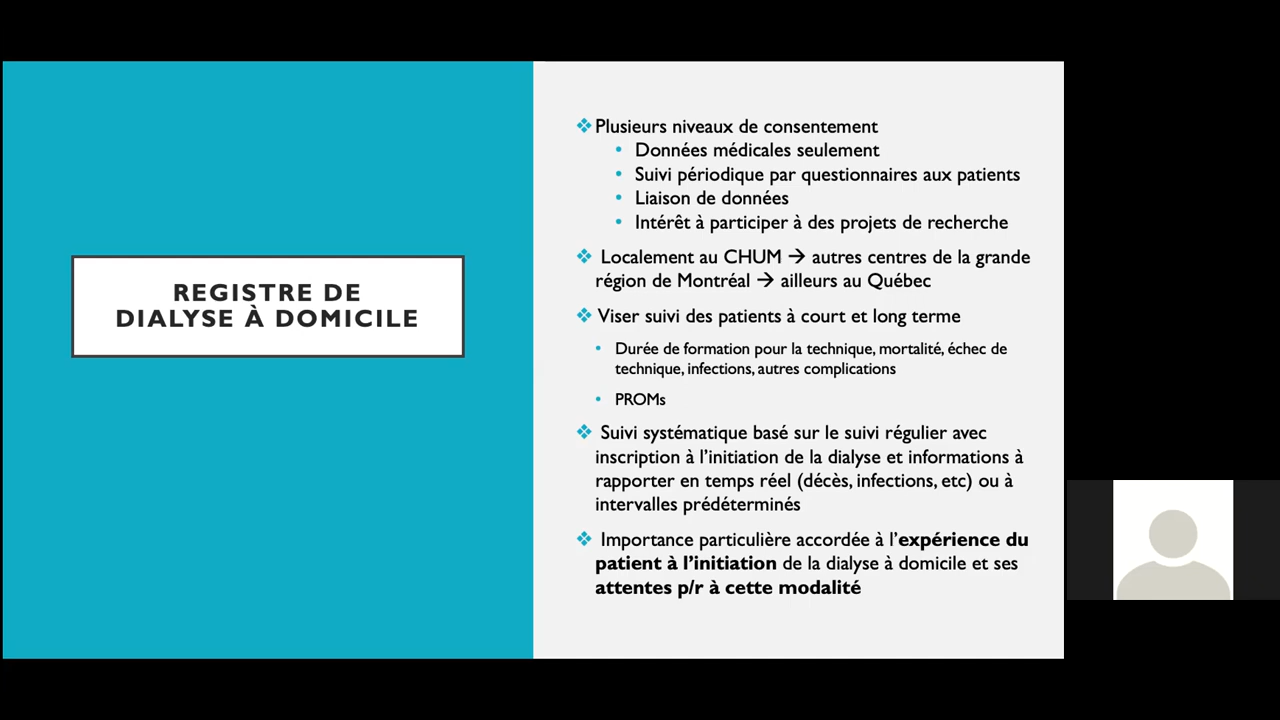 REGISTRE DE
DIALYSE À DOMICILE
❖Plusieurs niveaux de consentement
• Données médicales seulement
• Suivi périodique par questionnaires aux patients
• Liaison de données
• Intérêt à participer à des projets de recherche
❖ Localement au CHUM → autres centres de la grande
région de Montréal → ailleurs au Québec
❖ Viser suivi des patients à court et long terme
• Durée de formation pour la technique, mortalité, échec de
technique, infections, autres complications
• PROMs
❖ Suivi systématique basé sur le suivi régulier avec
inscription à l’initiation de la dialyse et informations à
rapporter en temps réel (décès, infections, etc) ou à
intervalles prédéterminés
❖ Importance particulière accordée à l’expérience du
patient à l’initiation de la dialyse à domicile et ses
attentes p/r à cette modalité